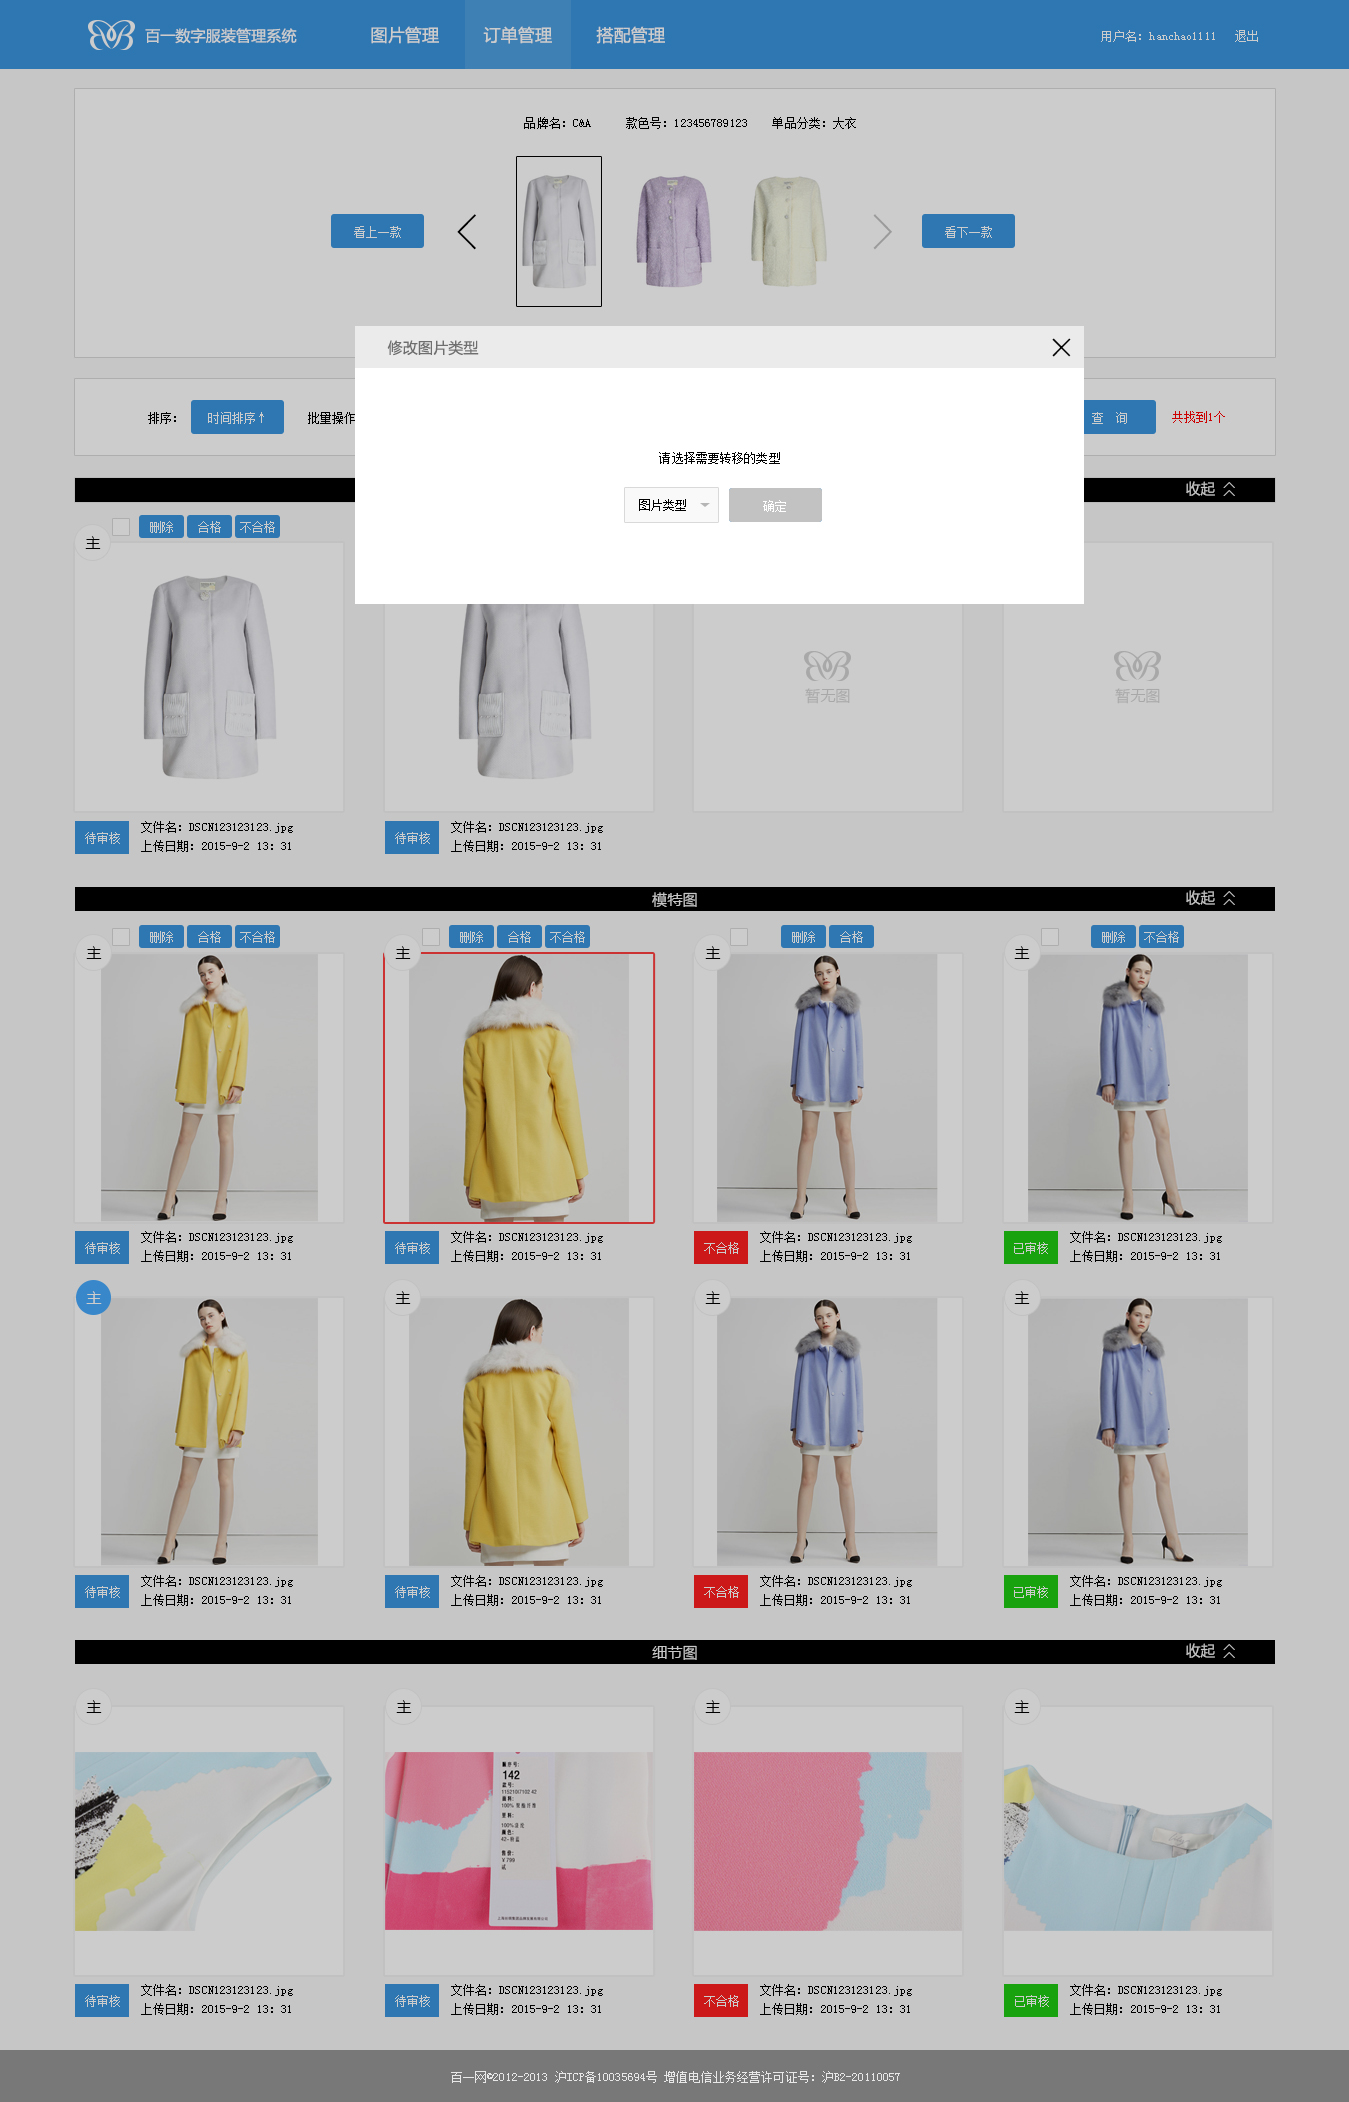 百一数字服装管理系统
图片管理
订单管理
搭配管理
用户名：hanchao1111
退出
品牌名：C&A
款色号：123456789123
单品分类：大衣
看上一款
看下一款
修改图片类型
排序：
时间排序↑
批量操作
查 询
共找到1个
请选择需要转移的类型
图片类型
确定
收起
主
删除
合格
不合格
暂无图
暂无图
待审核
文件名：DSCN123123123.jpg
上传日期：2015-9-2 13：31
待审核
文件名：DSCN123123123.jpg
上传日期：2015-9-2 13：31
模特图
收起
主
删除
合格
不合格
主
删除
合格
不合格
主
删除
合格
主
删除
不合格
待审核
文件名：DSCN123123123.jpg
上传日期：2015-9-2 13：31
待审核
文件名：DSCN123123123.jpg
上传日期：2015-9-2 13：31
不合格
文件名：DSCN123123123.jpg
上传日期：2015-9-2 13：31
已审核
文件名：DSCN123123123.jpg
上传日期：2015-9-2 13：31
主
主
主
主
待审核
文件名：DSCN123123123.jpg
上传日期：2015-9-2 13：31
待审核
文件名：DSCN123123123.jpg
上传日期：2015-9-2 13：31
不合格
文件名：DSCN123123123.jpg
上传日期：2015-9-2 13：31
已审核
文件名：DSCN123123123.jpg
上传日期：2015-9-2 13：31
细节图
收起
主
主
主
主
142
待审核
文件名：DSCN123123123.jpg
上传日期：2015-9-2 13：31
待审核
文件名：DSCN123123123.jpg
上传日期：2015-9-2 13：31
不合格
文件名：DSCN123123123.jpg
上传日期：2015-9-2 13：31
已审核
文件名：DSCN123123123.jpg
上传日期：2015-9-2 13：31
百一网©2012-2013 沪ICP备10035694号 增值电信业务经营许可证号：沪B2-20110057